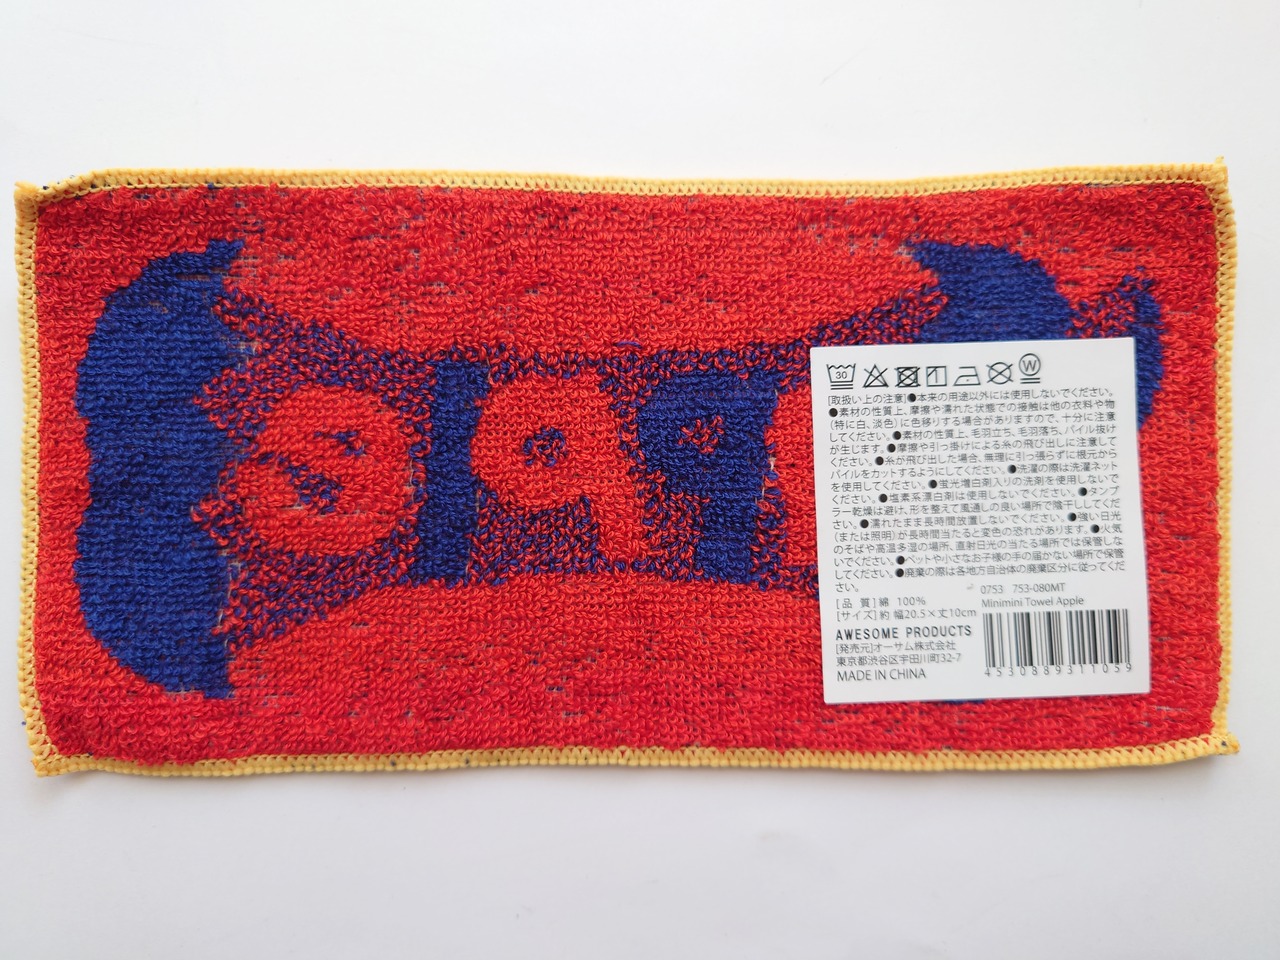 30
W
[取扱い上の注意]●本来の用途以外には使用しないでください。
●素材の性質上、摩擦や濡れた状態での接触は他の衣料や物
(特に白、淡色)に色移りする場合がありますので、十分に注意
してください。●素材の性質上、毛羽立ち、毛羽落ち、パイル抜け
が生じます。●摩擦や引っ掛けによる糸の飛び出しに注意して
ください。●糸が飛び出した場合、無理に引っ張らずに根元から
パイルをカットするようにしてください。●洗濯の際は洗濯ネット
を使用してください。●蛍光増白剤入りの洗剤を使用しないで
ください。●塩素系漂白剤は使用しないでください。●タンブ
ラー乾燥は避け、形を整えて風通しの良い場所で陰干ししてくださ
い。●濡れたまま長時間放置しないでください。●強い日光
(または照明)が長時間当たると変色の恐れがあります。●火気
のそばや高温多湿の場所、直射日光の当たる場所では保管しな
いでください。●ペットや小さなお子様の手の届かない場所で保管
してください。●廃棄の際は各地方自治体の廃棄区分に従ってくだ
さい。
0753 753-080MT
Minimini Towel Apple
[品 質]綿 100%
[サイズ]約 幅20.5×丈10cm
AWESOME PRODUCTS
[発売元]オーサム株式会社
東京都渋谷区宇田川町32-7
MADE IN CHINA
4530889311059